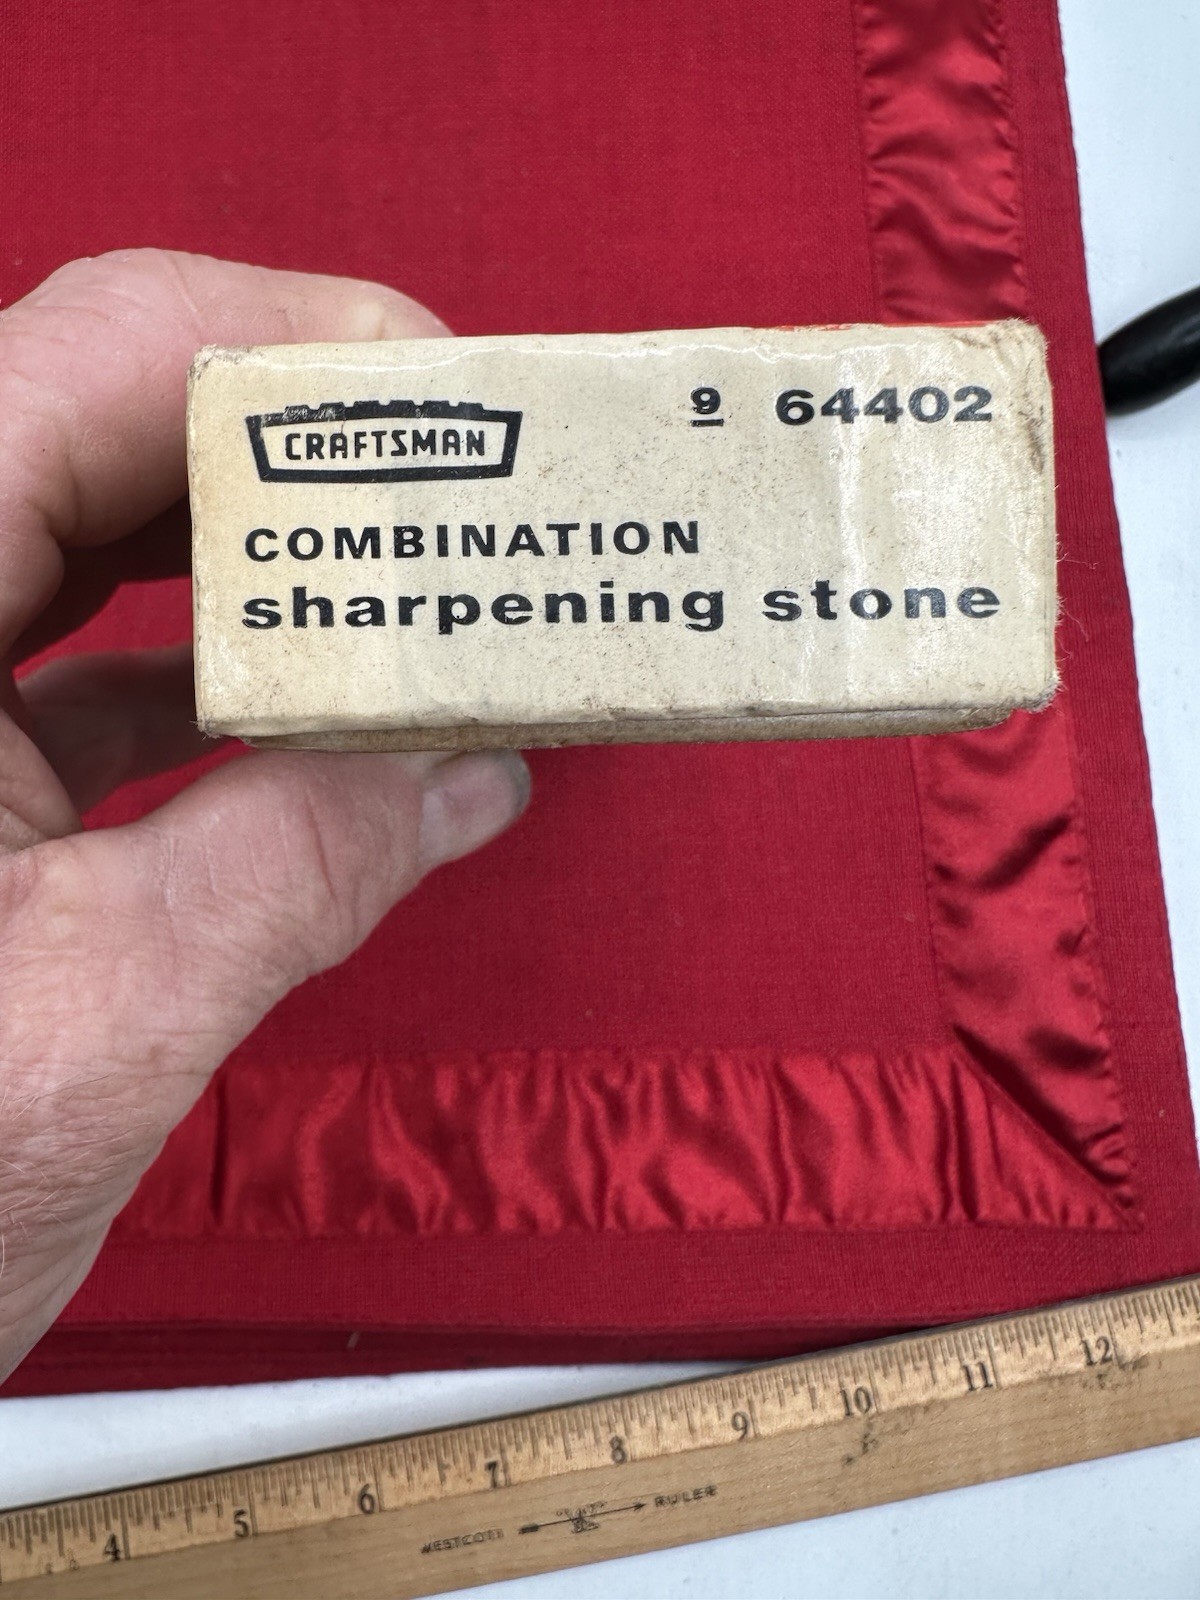 CRAFTSMAN
9 64402
COMBINATION
sharpening stone
4 5 6 7 8 9 10 11 12
WESTCOTT RULER